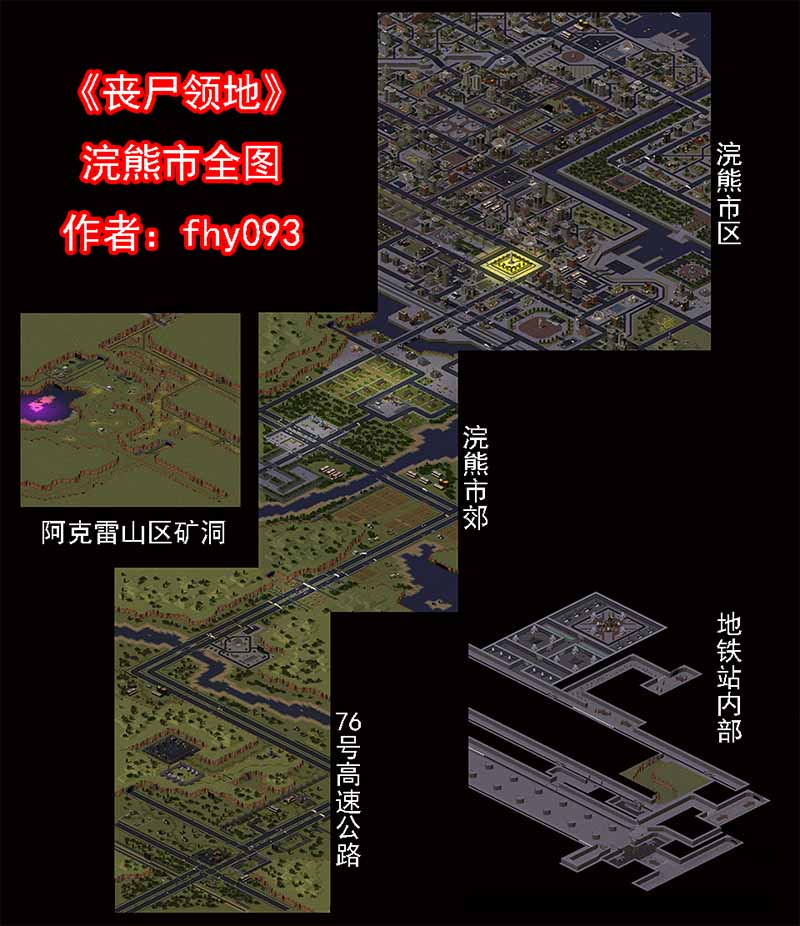 《丧尸领地》
浣熊市全图
作者：fhy093
浣熊市区
浣熊市郊
阿克雷山区矿洞
地铁站内部
76号高速公路